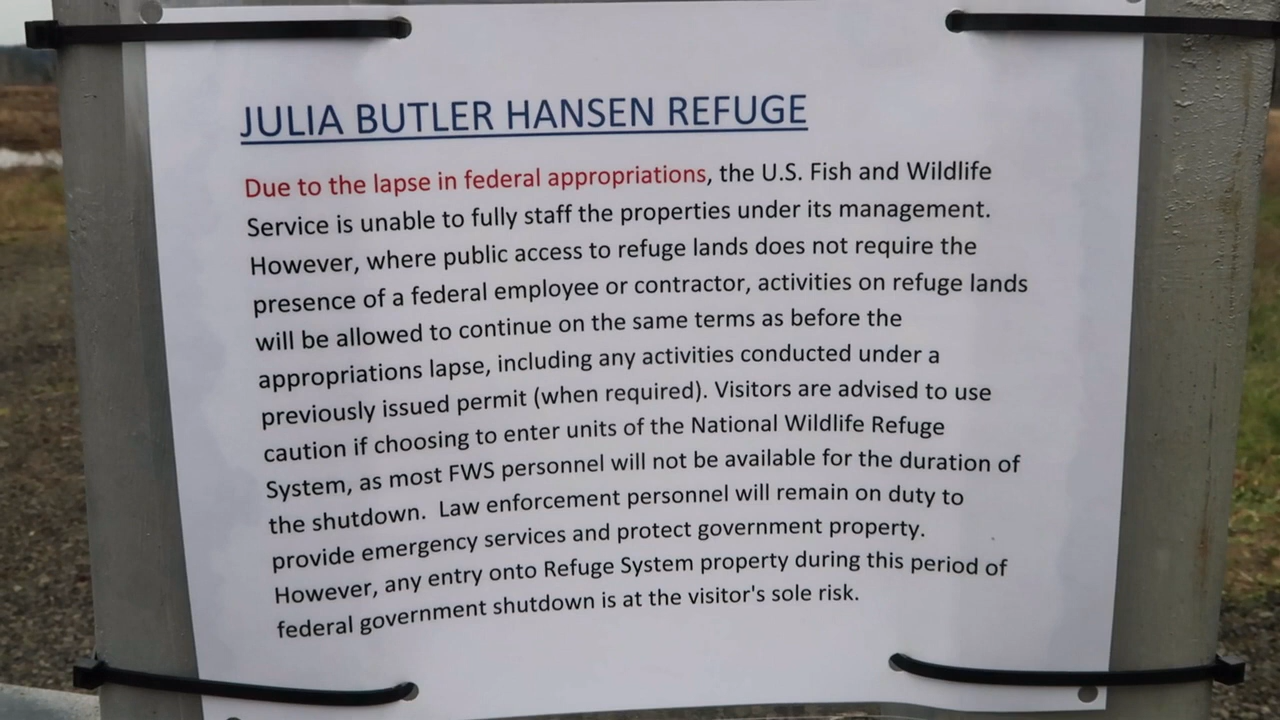 JULIA BUTLER HANSEN REFUGE
Due to the lapse in federal appropriations, the U.S. Fish and Wildlife
Service is unable to fully staff the properties under its management.
However, where public access to refuge lands does not require the
presence of a federal employee or contractor, activities on refuge lands
will be allowed to continue on the same terms as before the
appropriations lapse, including any activities conducted under a
previously issued permit (when required). Visitors are advised to use
caution if choosing to enter units of the National Wildlife Refuge
System, as most FWS personnel will not be available for the duration of
the shutdown.  Law enforcement personnel will remain on duty to
provide emergency services and protect government property.
However, any entry onto Refuge System property during this period of
federal government shutdown is at the visitor's sole risk.